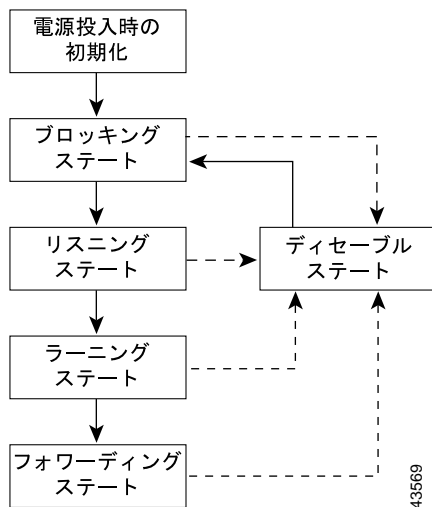 電源投入時の
初期化
ブロッキング
ステート
リスニング
ステート
ディセーブル
ステート
ラーニング
ステート
フォワーディング
ステート
43569